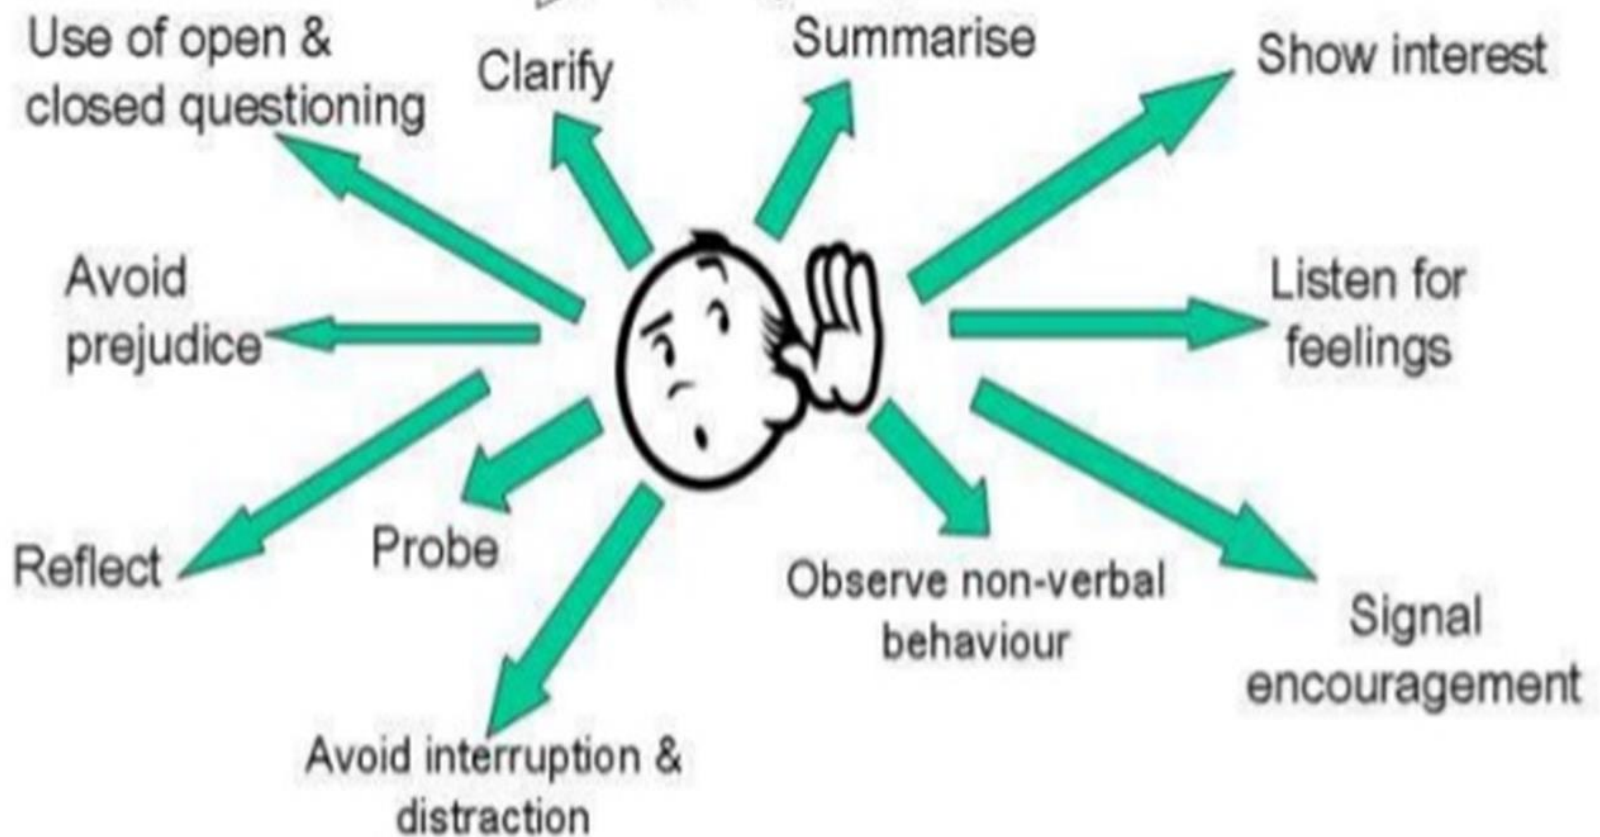 Use of open &
closed questioning
Clarify
Summarise
Show interest
Avoid
prejudice
Listen for
feelings
Reflect
Probe
Observe non-verbal
behaviour
Signal
encouragement
Avoid interruption &
distraction